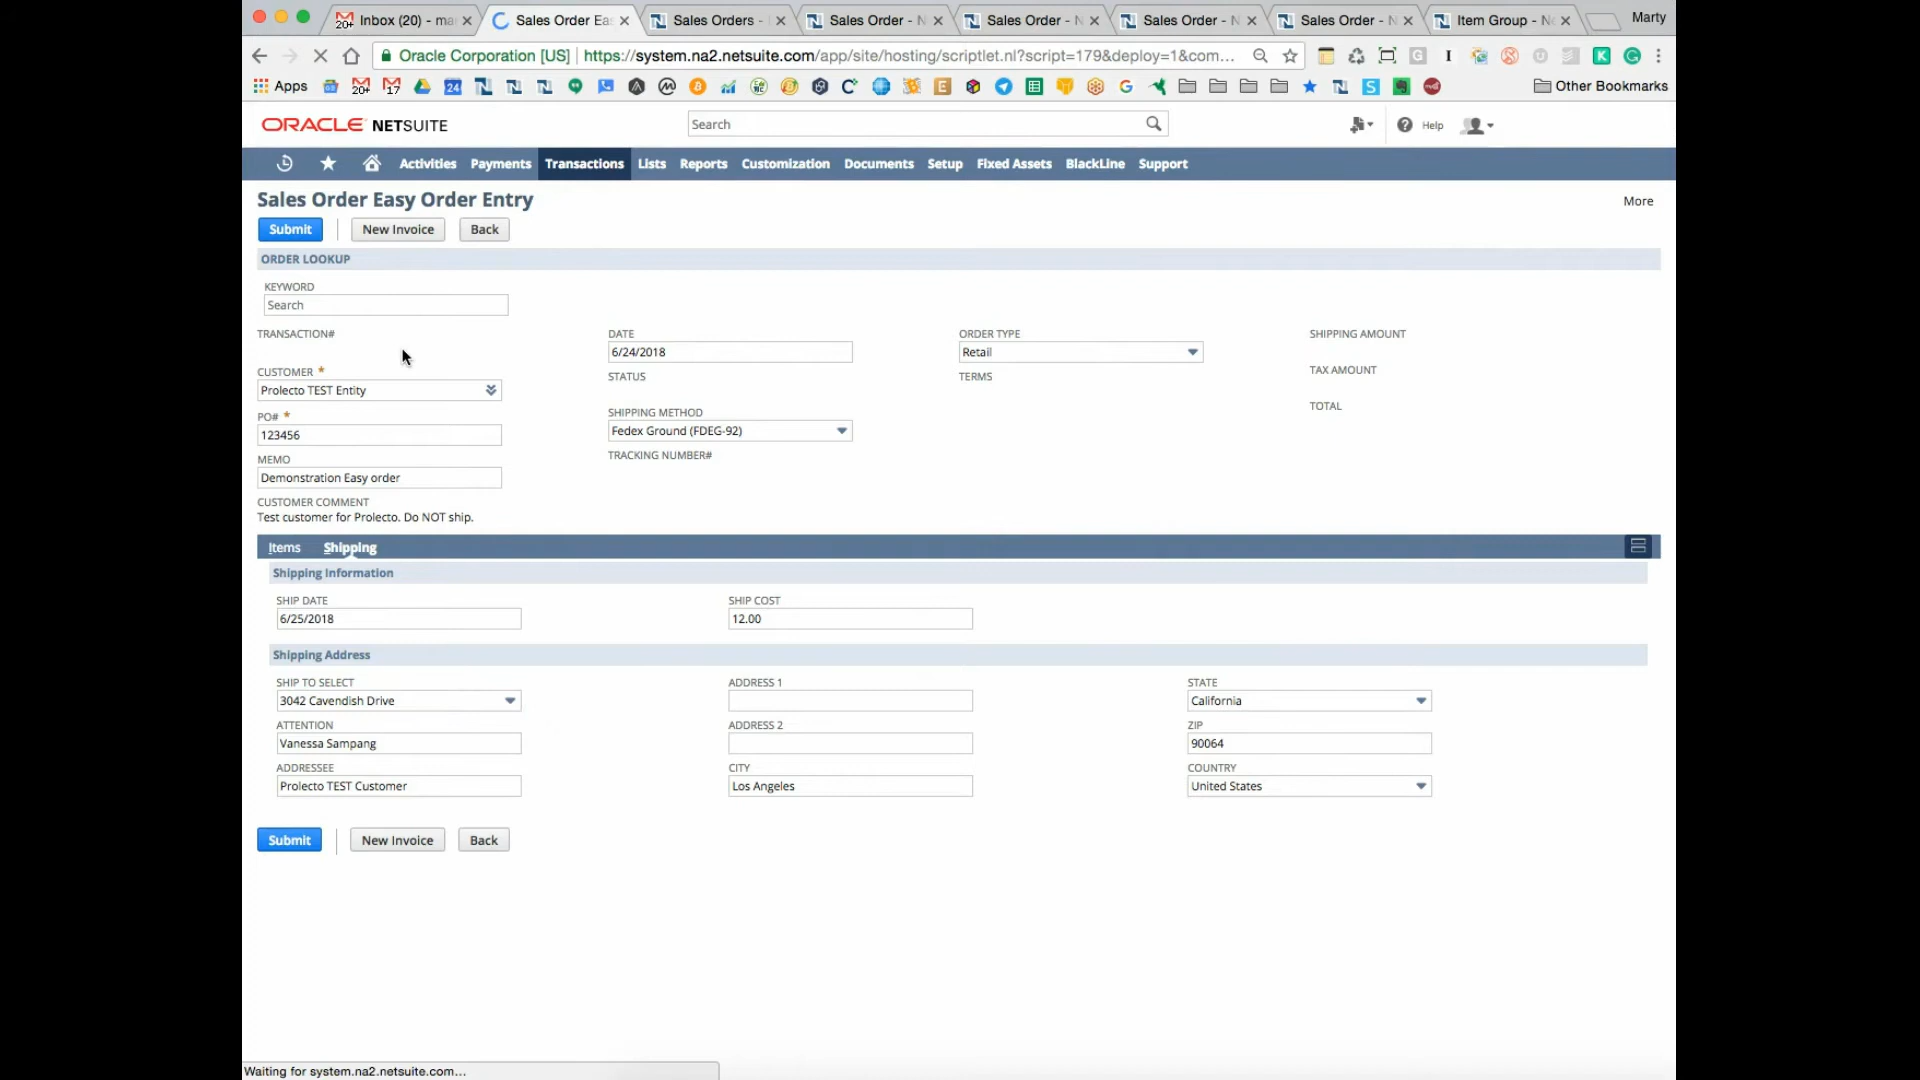 Inbox (20) - ma
Sales Order Ea
Sales Orders -
Sales Order - N
Sales Order - N
Sales Order - N
Sales Order - N
Item Group - Ne
Marty
Oracle Corporation [US]
https://system.na2.netsuite.com/app/site/hosting/scriptlet.nl?script=179&deploy=1&com...
Apps
Other Bookmarks
ORACLE NETSUITE
Search
Help
Activities
Payments
Transactions
Lists
Reports
Customization
Documents
Setup
Fixed Assets
BlackLine
Support
Sales Order Easy Order Entry
More
Submit
New Invoice
Back
ORDER LOOKUP
KEYWORD
Search
TRANSACTION#
DATE
6/24/2018
ORDER TYPE
Retail
SHIPPING AMOUNT
CUSTOMER *
Prolecto TEST Entity
STATUS
TERMS
TAX AMOUNT
PO# *
123456
SHIPPING METHOD
Fedex Ground (FDEG-92)
TOTAL
MEMO
Demonstration Easy order
TRACKING NUMBER#
CUSTOMER COMMENT
Test customer for Prolecto. Do NOT ship.
Items
Shipping
Shipping Information
SHIP DATE
6/25/2018
SHIP COST
12.00
Shipping Address
SHIP TO SELECT
3042 Cavendish Drive
ADDRESS 1
STATE
California
ATTENTION
Vanessa Sampang
ADDRESS 2
ZIP
90064
ADDRESSEE
Prolecto TEST Customer
CITY
Los Angeles
COUNTRY
United States
Submit
New Invoice
Back
Waiting for system.na2.netsuite.com...